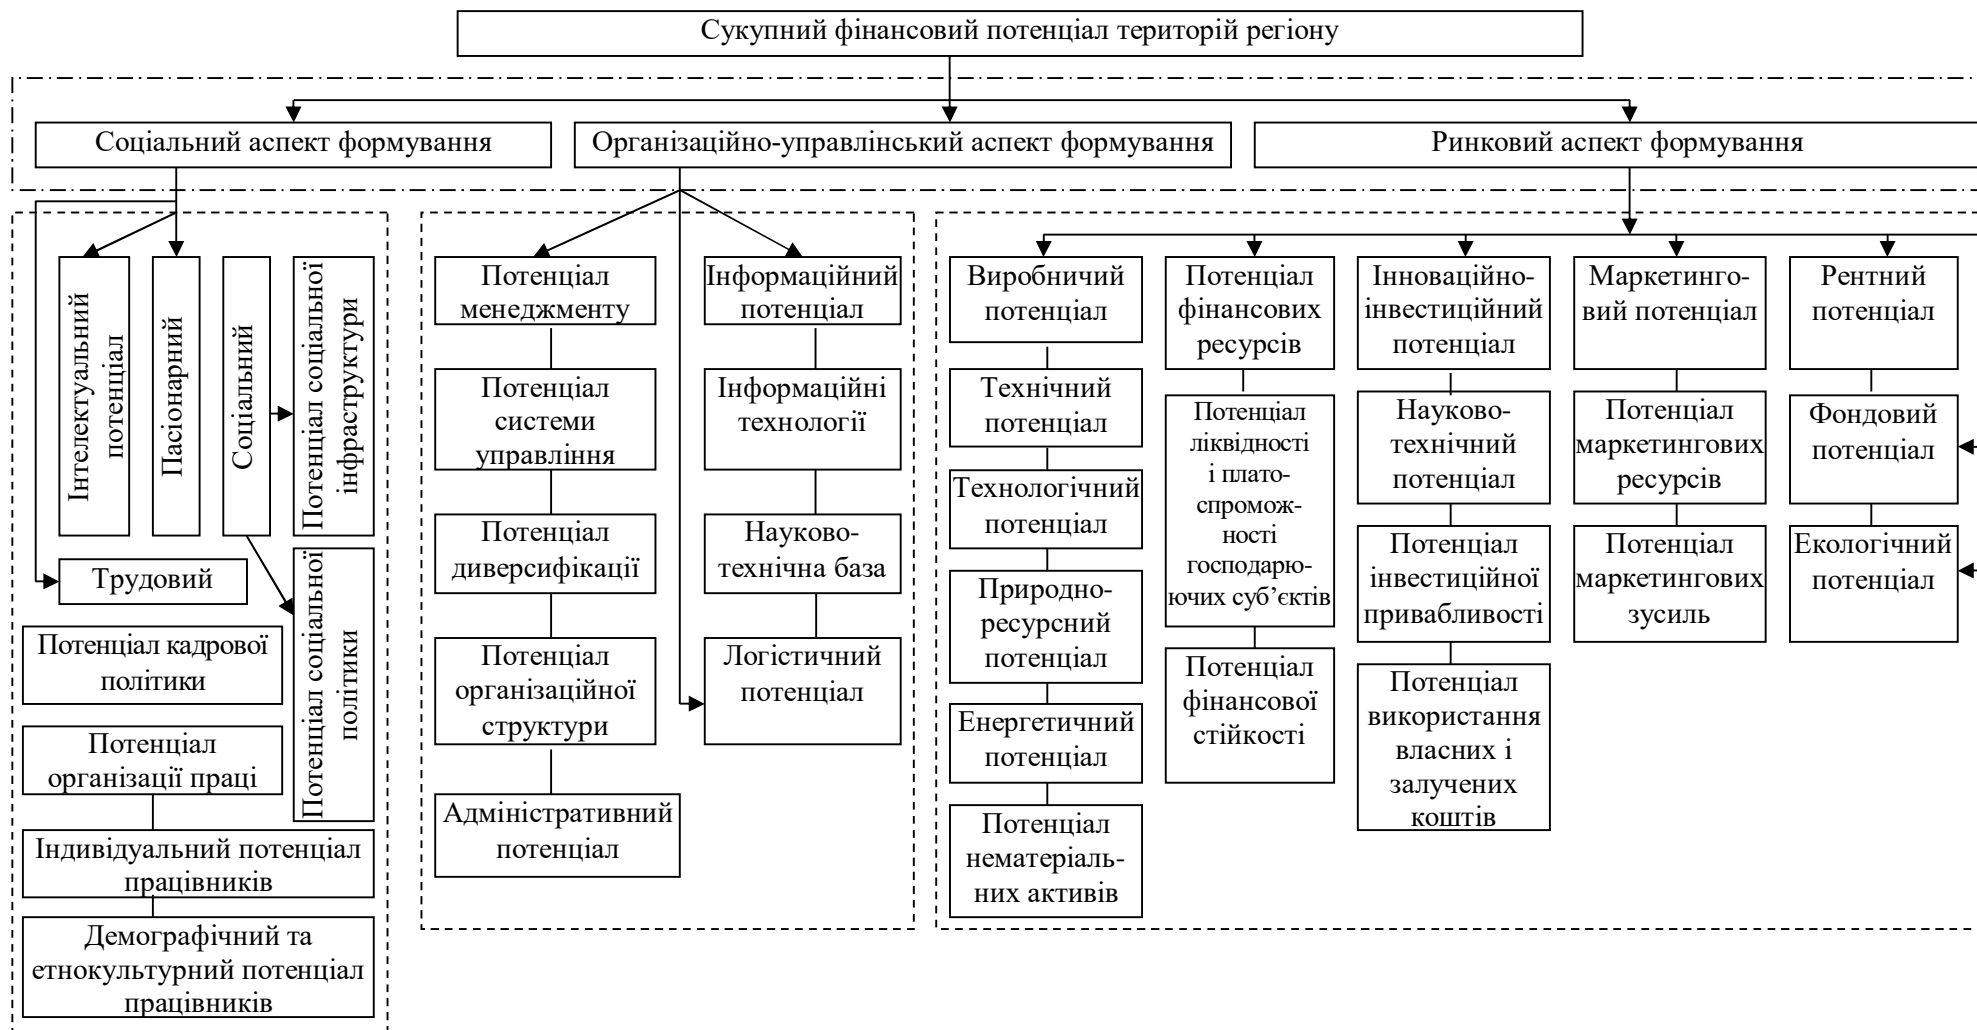 Сукупний фінансовий потенціал територій регіону
Соціальний аспект формування
Організаційно-управлінський аспект формування
Ринковий аспект формування
Інтелектуальний
потенціал
Пасіонарний
Соціальний
Потенціал соціальної
інфраструктури
Трудовий
Потенціал соціальної
політики
Потенціал кадрової
політики
Потенціал
організації праці
Індивідуальний потенціал
працівників
Демографічний та
етнокультурний потенціал
працівників
Потенціал
менеджменту
Потенціал
системи
управління
Потенціал
диверсифікації
Потенціал
організаційної
структури
Адміністративний
потенціал
Інформаційний
потенціал
Інформаційні
технології
Науково-
технічна база
Логістичний
потенціал
Виробничий
потенціал
Технічний
потенціал
Технологічний
потенціал
Природно-
ресурсний
потенціал
Енергетичний
потенціал
Потенціал
нематеріаль-
них активів
Потенціал
фінансових
ресурсів
Потенціал
ліквідності
і плато-
спромож-
ності
господарю-
ючих суб’єктів
Потенціал
фінансової
стійкості
Інноваційно-
інвестиційний
потенціал
Науково-
технічний
потенціал
Потенціал
інвестиційної
привабливості
Потенціал
використання
власних і
залучених
коштів
Маркетинго-
вий потенціал
Потенціал
маркетингових
ресурсів
Потенціал
маркетингових
зусиль
Рентний
потенціал
Фондовий
потенціал
Екологічний
потенціал